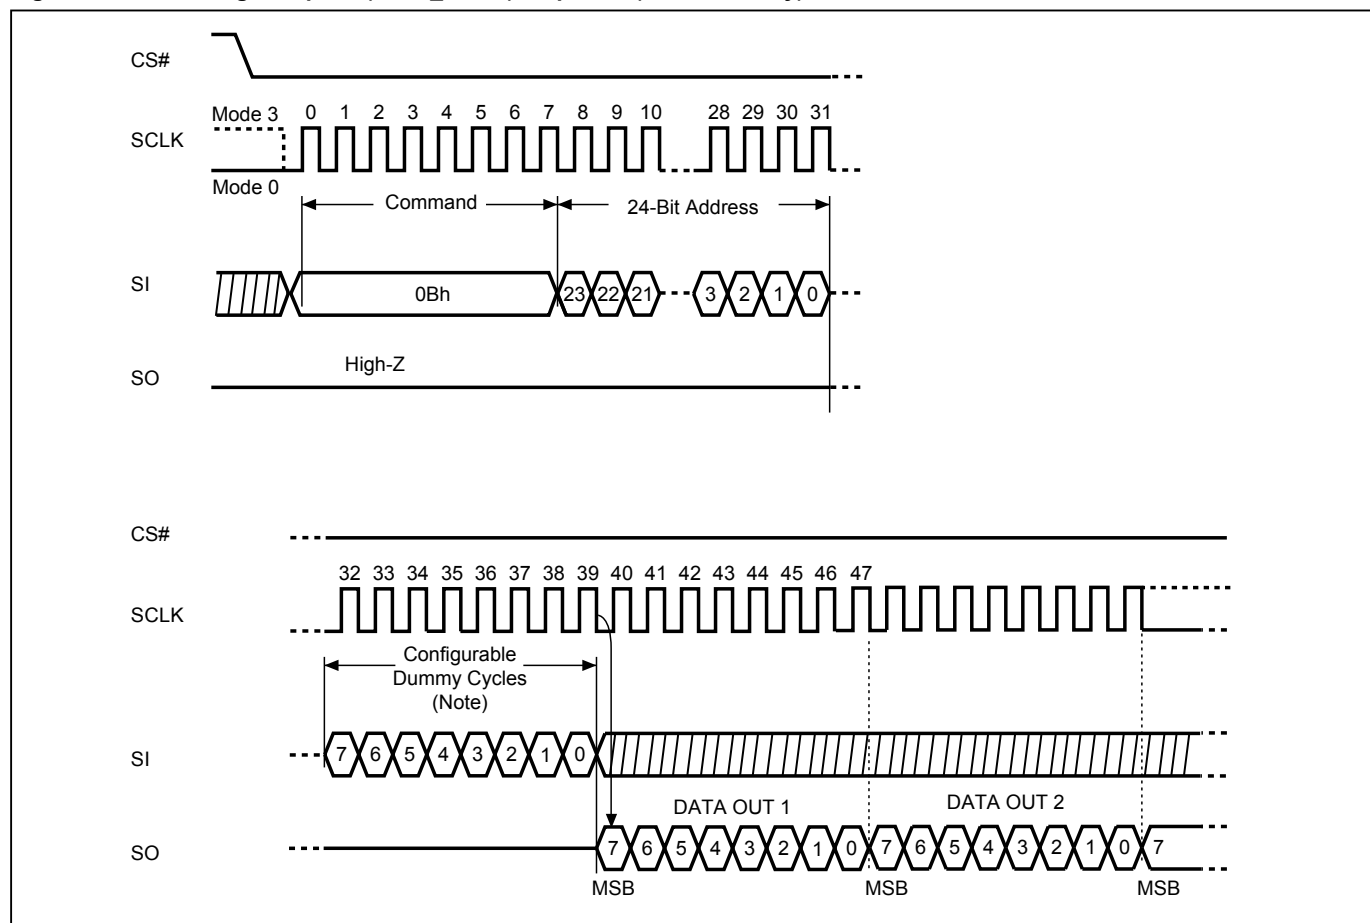 CS#
Mode 3 0 1 2 3 4 5 6 7 8 9 10 28 29 30 31
SCLK
Mode 0
Command 24-Bit Address
SI 0Bh 23 22 21 3 2 1 0
High-Z
SO
CS#
32 33 34 35 36 37 38 39 40 41 42 43 44 45 46 47
SCLK
Configurable
Dummy Cycles
(Note)
SI 7 6 5 4 3 2 1 0
DATA OUT 1 DATA OUT 2
SO 7 6 5 4 3 2 1 0 7 6 5 4 3 2 1 0 7
MSB MSB MSB